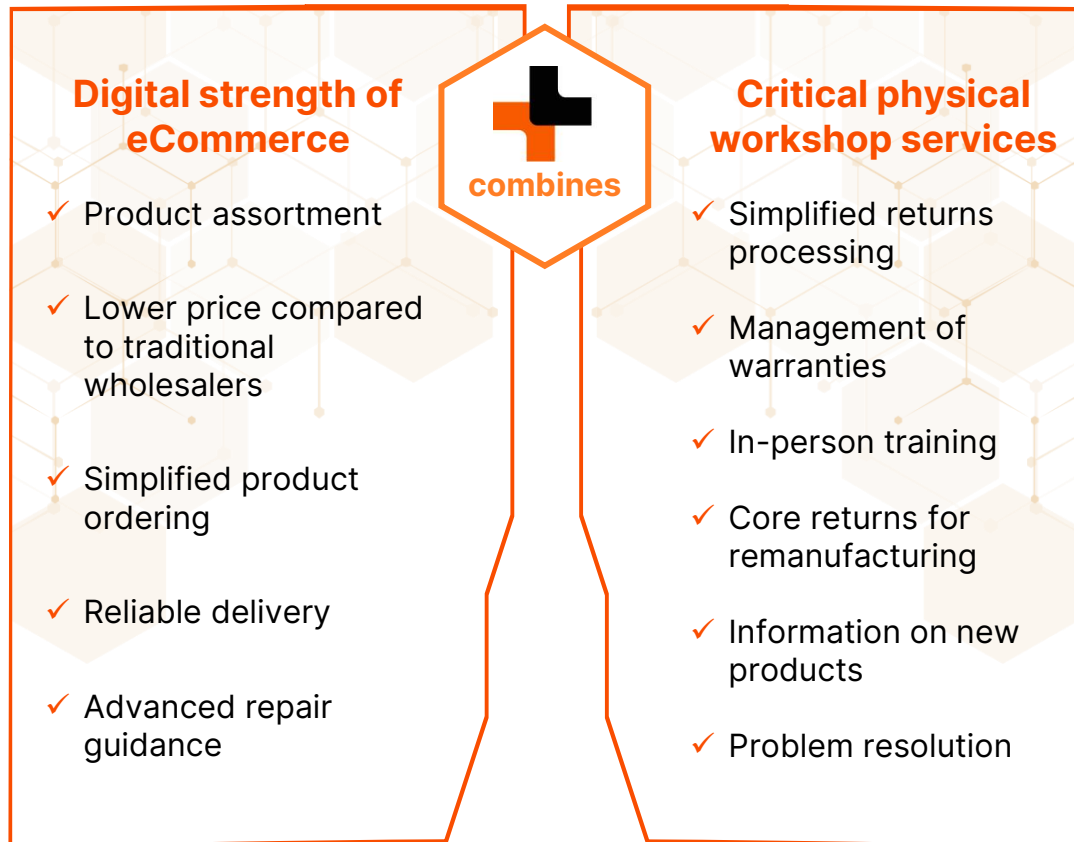 Digital strength of
eCommerce
Product assortment
Lower price compared
to traditional
wholesalers
Simplified product
ordering
Reliable delivery
Advanced repair
guidance
combines
Critical physical
workshop services
Simplified returns
processing
Management of
warranties
In-person training
Core returns for
remanufacturing
Information on new
products
Problem resolution